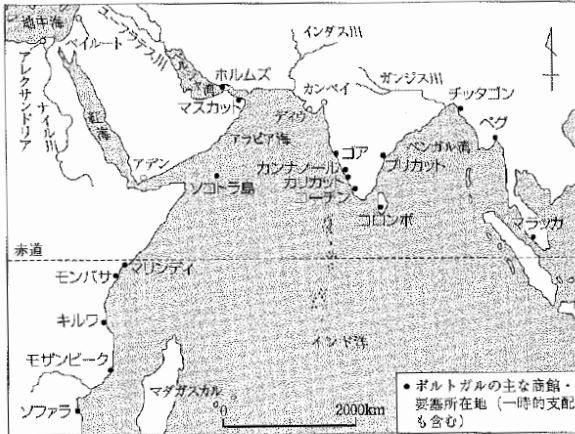 地中海
ベイルート
ユーフラテス川
アレクサンドリア
ナイル川
紅海
アデン
ペルシア湾
ホルムズ
マスカット
アラビア海
ソコトラ島
インダス川
カンベイ
ディウ
ガンジス川
チッタゴン
ペグ
ゴア
ベンガル湾
プリカット
カンナノール
カリカット
コーチン
コロンボ
マラッカ
赤道
マリンディ
モンバサ
キルワ
モザンビーク
マダガスカル
ソファラ
インド洋
0 2000km
● ポルトガルの主な商館・
要塞所在地（一時的支配
も含む）